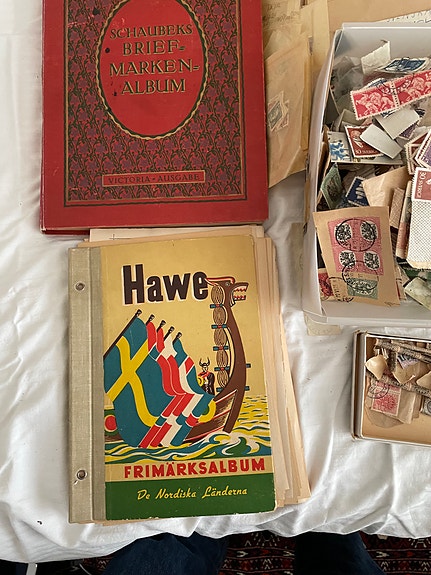 SCHAUBEKS
BRIEF-
MARKEN-
ALBUM
VICTORIA-AUSGABE
Hawe
FRIMÄRKSALBUM
De Nordiska Länderna